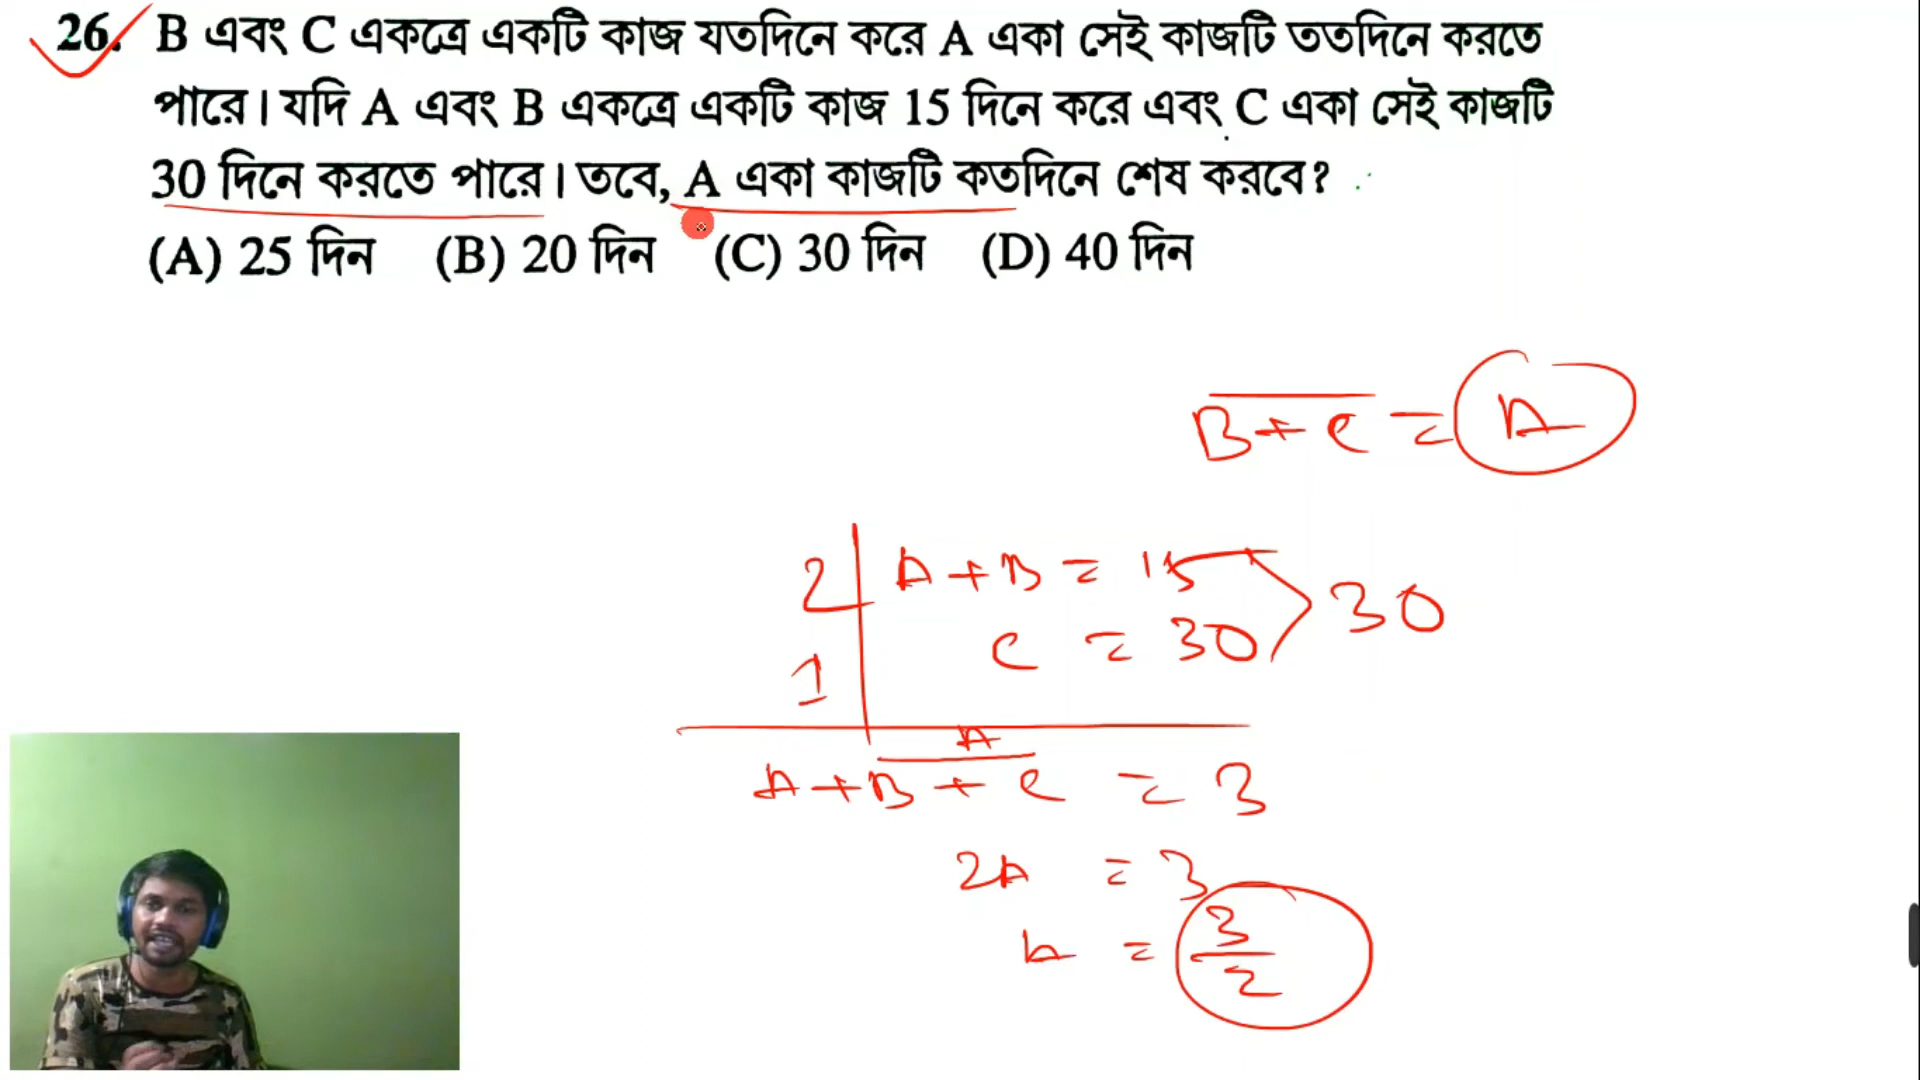 26. B এবং C একত্রে একটি কাজ যতদিনে করে A একা সেই কাজটি ততদিনে করতে
পারে। যদি A এবং B একত্রে একটি কাজ 15 দিনে করে এবং C একা সেই কাজটি
30 দিনে করতে পারে। তবে, A একা কাজটি কতদিনে শেষ করবে?
(A) 25 দিন (B) 20 দিন (C) 30 দিন (D) 40 দিন
B + C = A
2 A + B = 15
30
1 C = 30
A
A + B + C = 3
2A = 3
A = 3/2